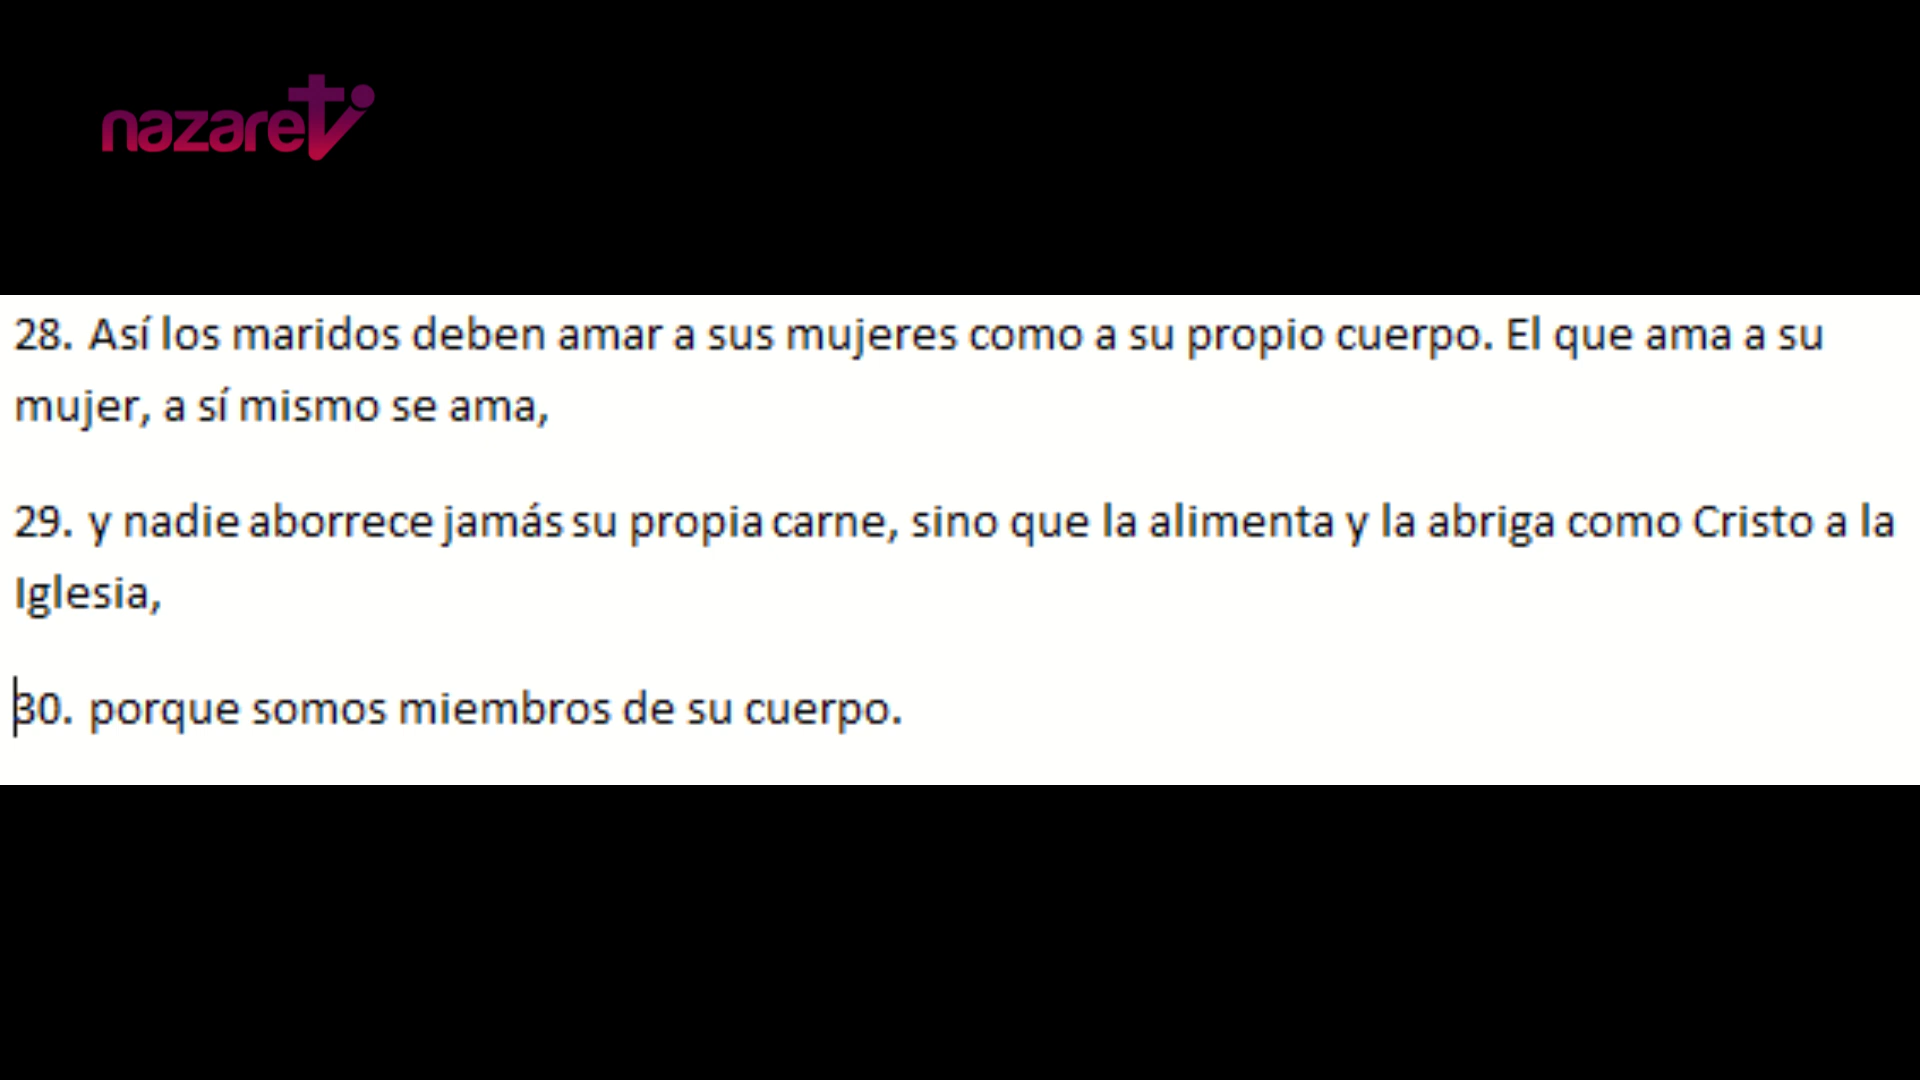 nazaretv
28. Así los maridos deben amar a sus mujeres como a su propio cuerpo. El que ama a su
mujer, a sí mismo se ama,
29. y nadie aborrece jamás su propia carne, sino que la alimenta y la abriga como Cristo a la
Iglesia,
30. porque somos miembros de su cuerpo.